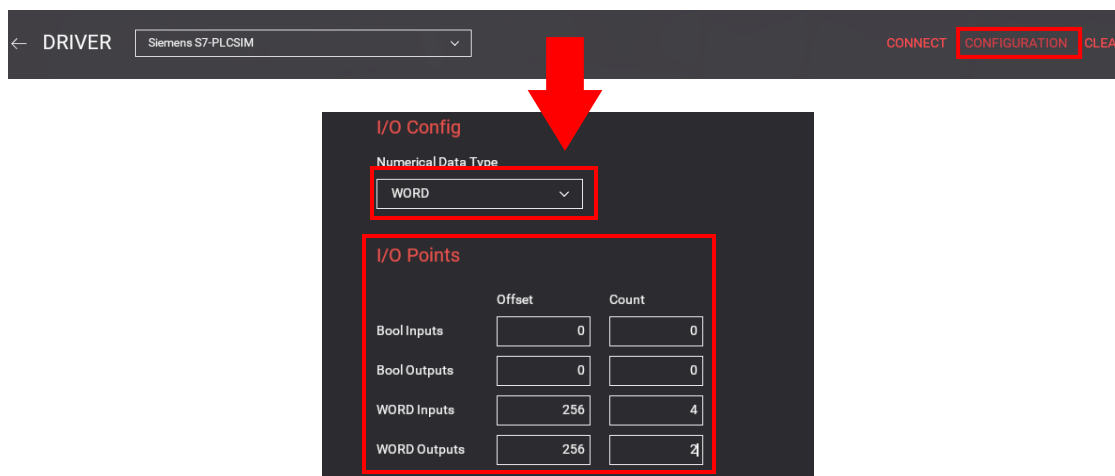 ← DRIVER Siemens S7-PLCSIM CONNECT CONFIGURATION CLEA
I/O Config
Numerical Data Type
WORD
I/O Points
Offset Count
Bool Inputs 0 0
Bool Outputs 0 0
WORD Inputs 256 4
WORD Outputs 256 2